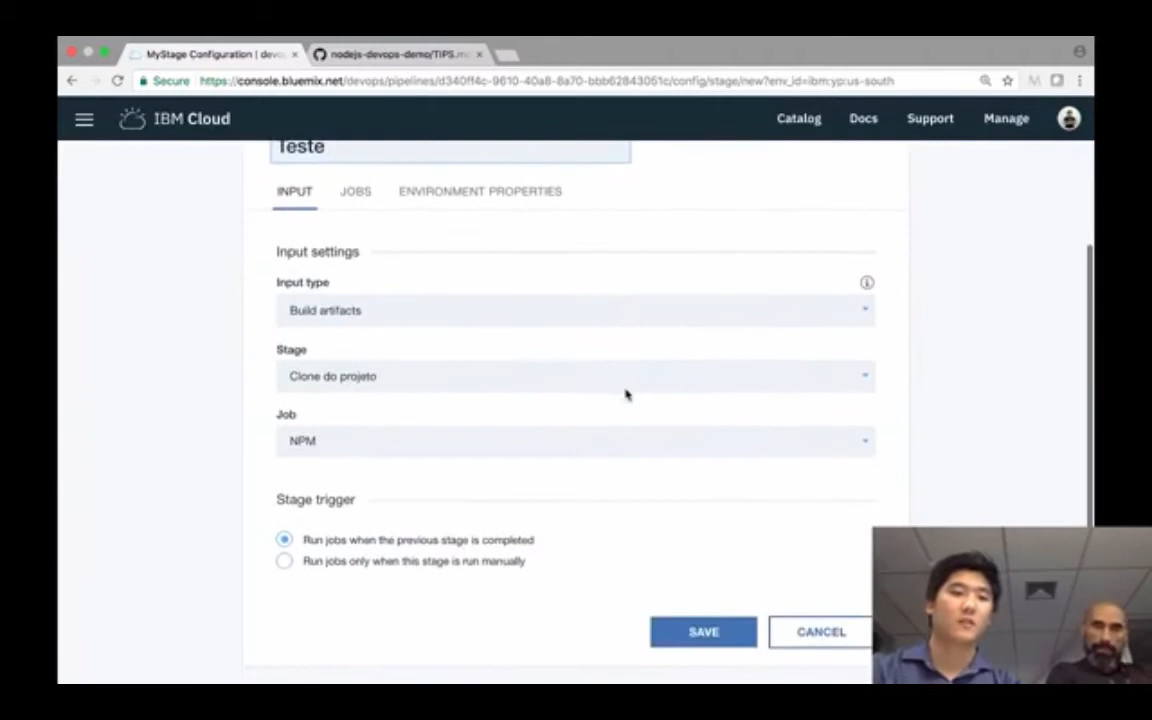 MyStage Configuration | devo
nodejs-devops-demo/TIPS.m
Secure https://console.bluemix.net/devops/pipelines/d340ff4c-9610-40a8-8a70-bbb62843051c/config/stage/new?env_id=ibm:yp:us-south
IBM Cloud Catalog Docs Support Manage
Teste
INPUT JOBS ENVIRONMENT PROPERTIES
Input settings
Input type
Build artifacts
Stage
Clone do projeto
Job
NPM
Stage trigger
Run jobs when the previous stage is completed
Run jobs only when this stage is run manually
SAVE CANCEL